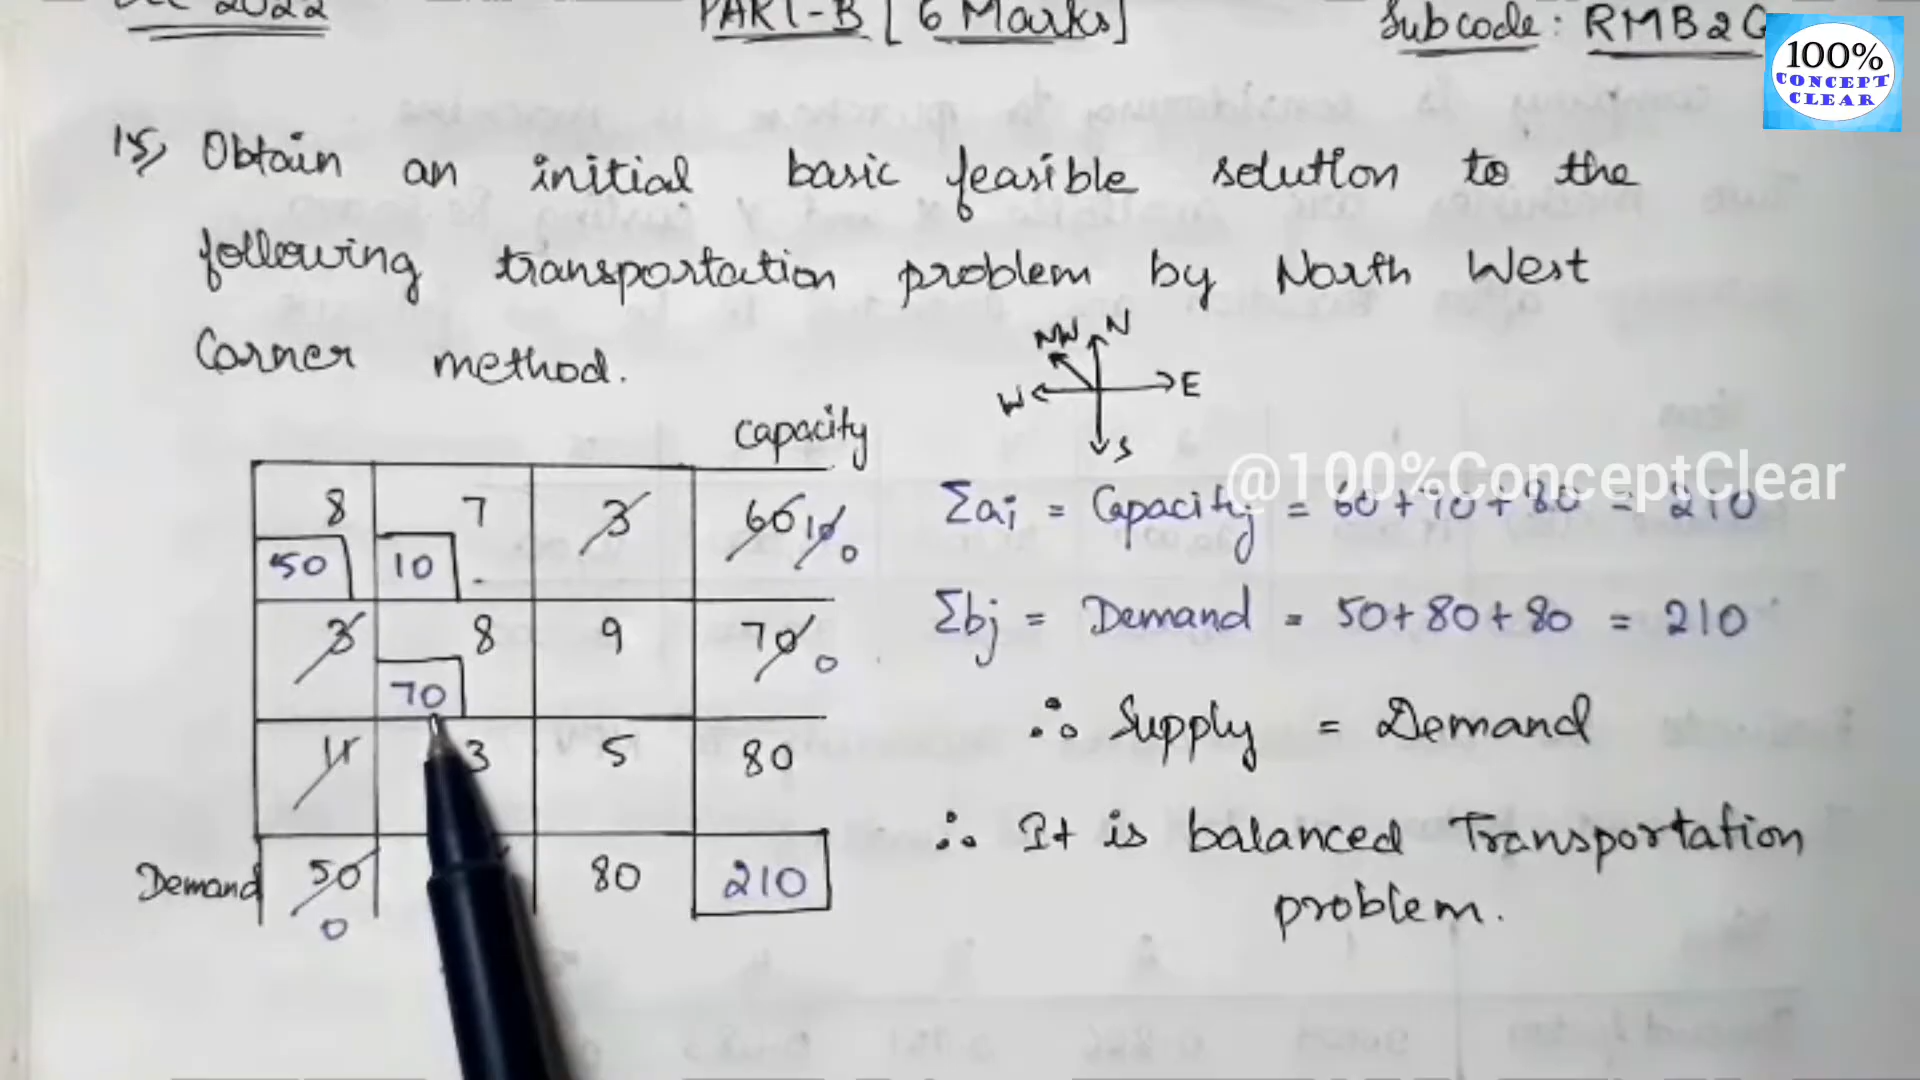 2022
PART-B [6 Marks]
Subcode: RMB2
100%
CONCEPT
CLEAR
15) Obtain an initial basic feasible solution to the
following transportation problem by North West
Corner method.
NW N
W E
S
capacity
@100%ConceptClear
8 7 3 60 10 0
50 10
3 8 9 70 0
70
11 3 5 80
Demand 50 80 210
0
Σai = Capacity = 60+70+80 = 210
Σbj = Demand = 50+80+80 = 210
∴ Supply = Demand
∴ It is balanced Transportation
problem.